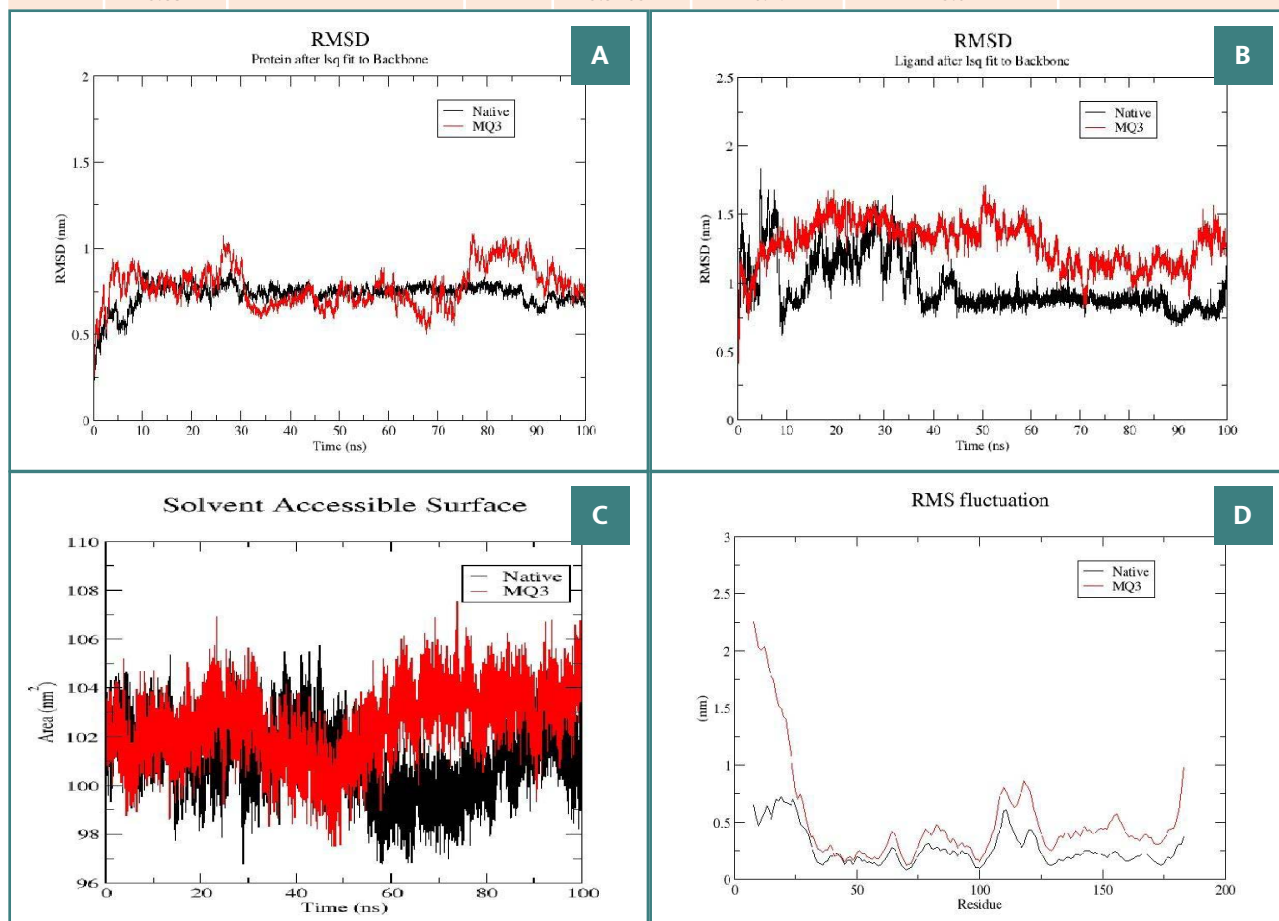 RMSD
Protein after lsq fit to Backbone
A
2
1.5
1
0.5
0
RMSD (nm)
Native
MQ3
0 10 20 30 40 50 60 70 80 90 100
Time (ns)
RMSD
Ligand after lsq fit to Backbone
B
2.5
2
1.5
1
0.5
0
RMSD (nm)
Native
MQ3
0 10 20 30 40 50 60 70 80 90 100
Time (ns)
Solvent Accessible Surface
C
110
108
106
104
102
100
98
96
Area (nm²)
Native
MQ3
0 20 40 60 80 100
Time (ns)
RMS fluctuation
D
3
2.5
2
1.5
1
0.5
0
(nm)
Native
MQ3
0 50 100 150 200
Residue